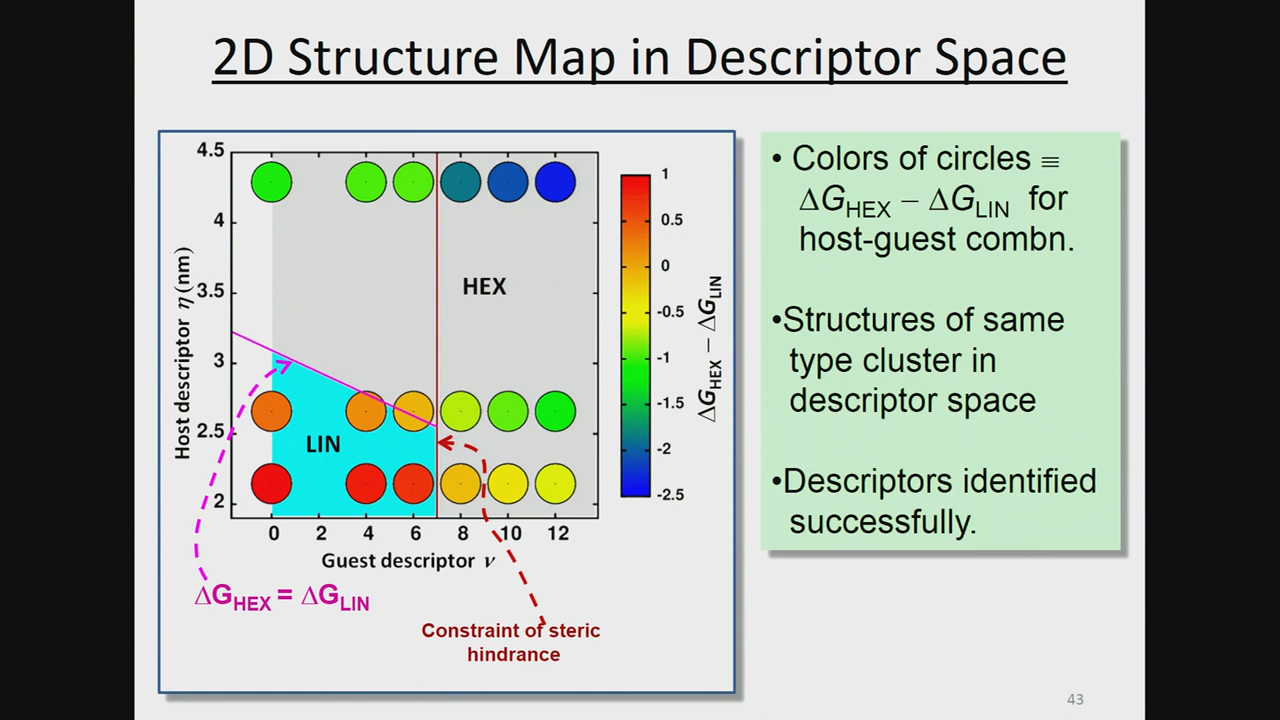 2D Structure Map in Descriptor Space
4.5
4
3.5
3
2.5
2
Host descriptor η (nm)
HEX
LIN
0 2 4 6 8 10 12
Guest descriptor ν
1
0.5
0
-0.5
-1
-1.5
-2
-2.5
ΔG_HEX − ΔG_LIN
ΔG_HEX = ΔG_LIN
Constraint of steric
hindrance
• Colors of circles ≡
ΔG_HEX − ΔG_LIN for
host-guest combn.
•Structures of same
type cluster in
descriptor space
•Descriptors identified
successfully.
43